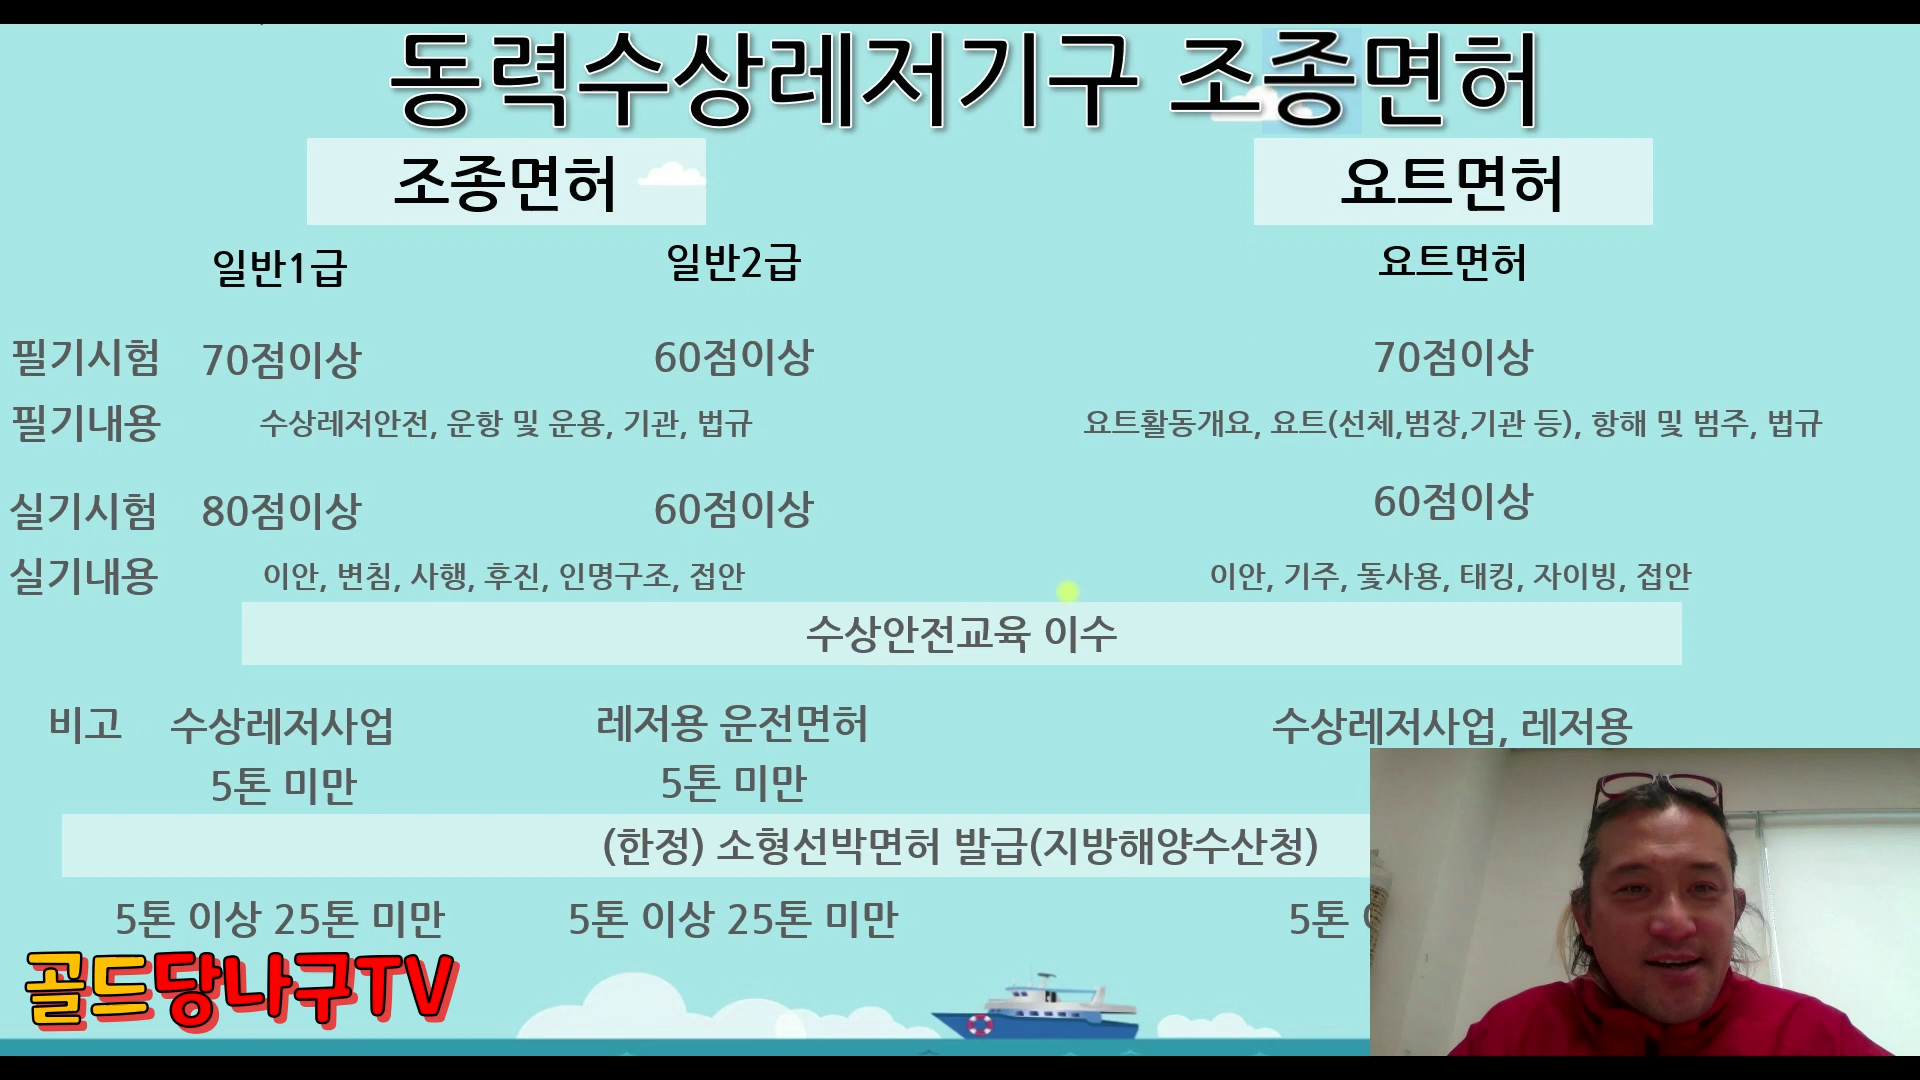 동력수상레저기구 조종면허
조종면허 요트면허
일반1급 일반2급 요트면허
필기시험 70점이상 60점이상 70점이상
필기내용 수상레저안전, 운항 및 운용, 기관, 법규 요트활동개요, 요트(선체,범장,기관 등), 항해 및 범주, 법규
실기시험 80점이상 60점이상 60점이상
실기내용 이안, 변침, 사행, 후진, 인명구조, 접안 이안, 기주, 돛사용, 태킹, 자이빙, 접안
수상안전교육 이수
비고 수상레저사업 레저용 운전면허 수상레저사업, 레저용
5톤 미만 5톤 미만
(한정) 소형선박면허 발급(지방해양수산청)
5톤 이상 25톤 미만 5톤 이상 25톤 미만 5톤
골드당나구TV